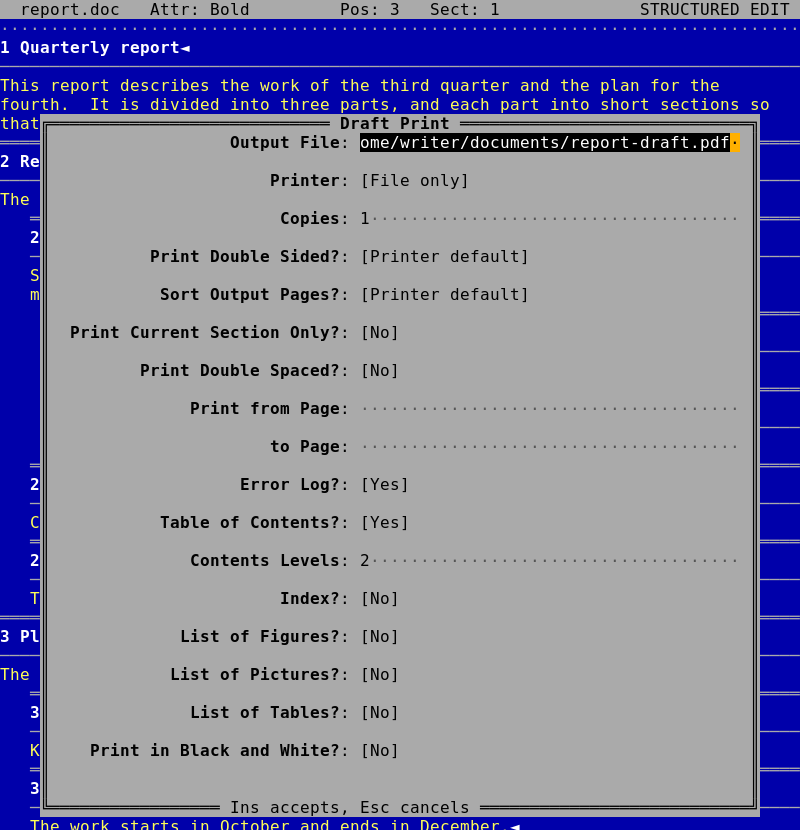 report.doc Attr: Bold Pos: 3 Sect: 1 STRUCTURED EDIT
1 Quarterly report◄
This report describes the work of the third quarter and the plan for the
fourth. It is divided into three parts, and each part into short sections so
that
Draft Print
Output File: ome/writer/documents/report-draft.pdf
2 Re
Printer: [File only]
The
Copies: 1
2
Print Double Sided?: [Printer default]
S
m
Sort Output Pages?: [Printer default]
Print Current Section Only?: [No]
Print Double Spaced?: [No]
Print from Page:
to Page:
2
Error Log?: [Yes]
C
Table of Contents?: [Yes]
2
Contents Levels: 2
T
Index?: [No]
3 Pl
List of Figures?: [No]
The
List of Pictures?: [No]
3
List of Tables?: [No]
K
Print in Black and White?: [No]
3
Ins accepts, Esc cancels
The work starts in October and ends in December.◄